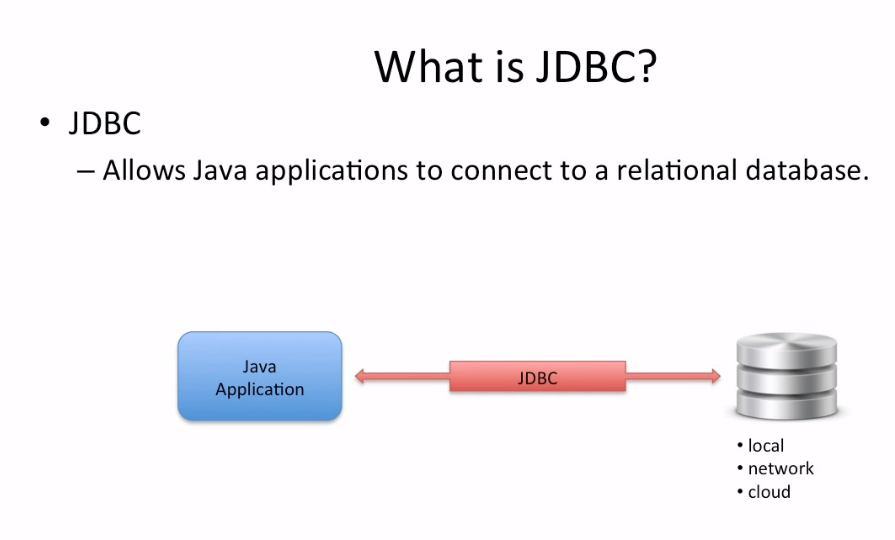 What is JDBC?
• JDBC
– Allows Java applications to connect to a relational database.
Java
Application
JDBC
• local
• network
• cloud